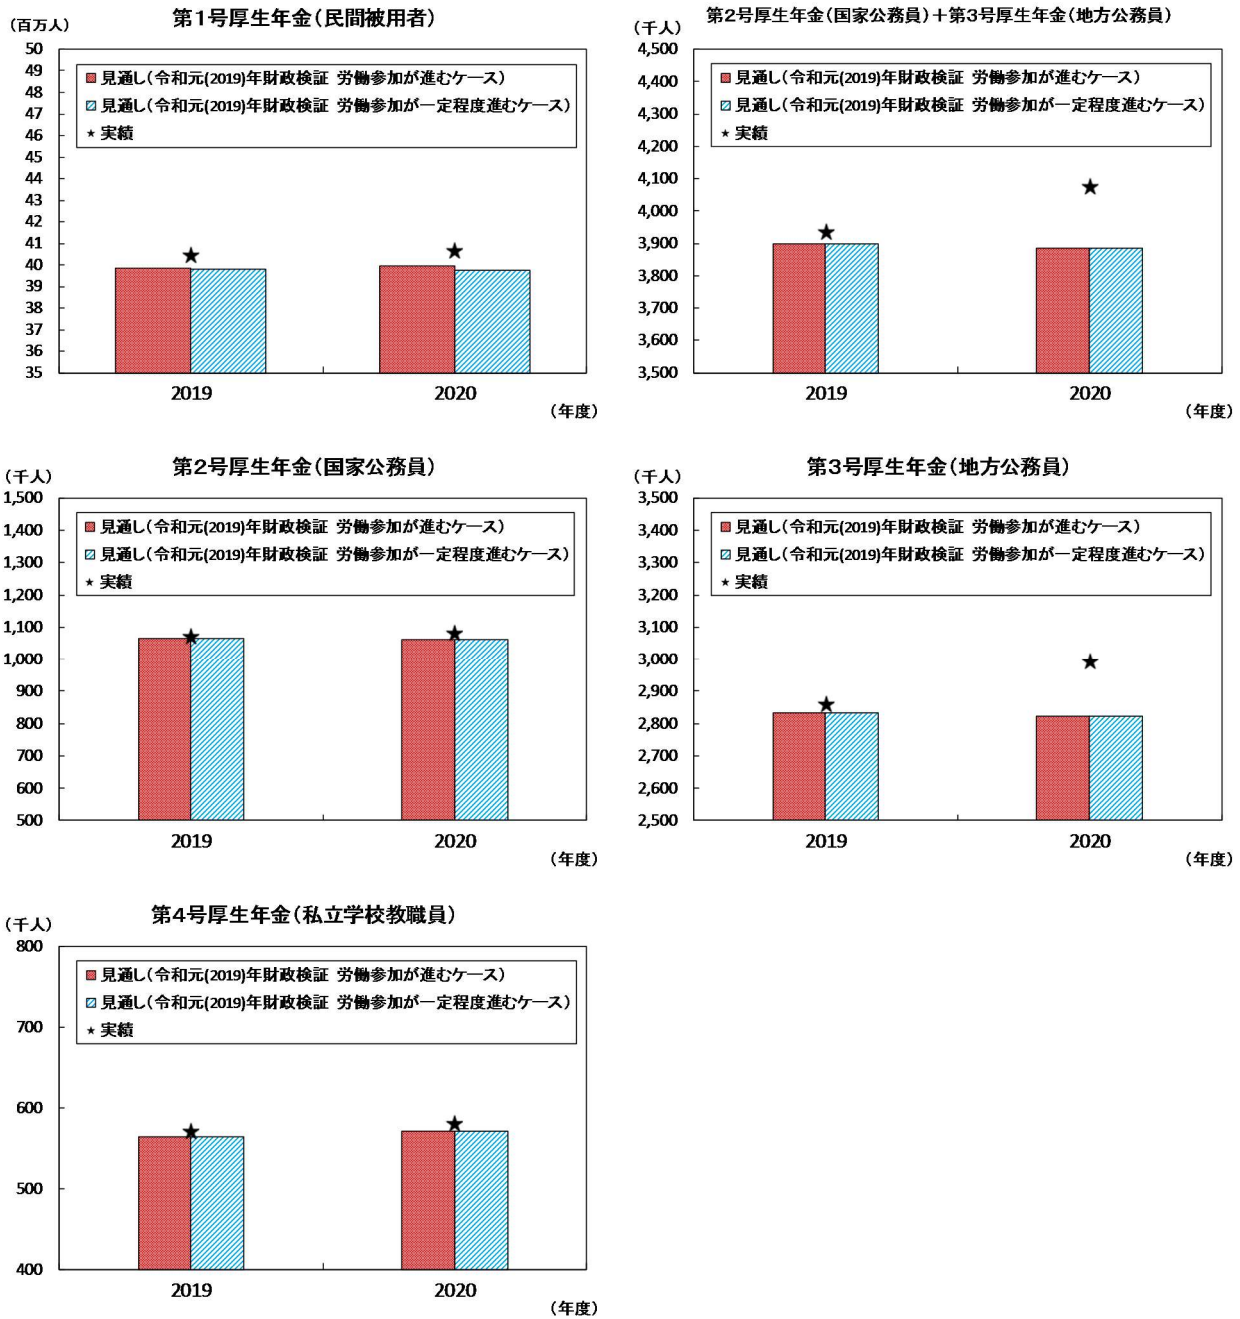 第1号厚生年金(民間被用者)
(百万人)
50
49
48
47
46
45
44
43
42
41
40
39
38
37
36
35
見通し(令和元(2019)年財政検証 労働参加が進むケース)
見通し(令和元(2019)年財政検証 労働参加が一定程度進むケース)
★ 実績
2019
2020
(年度)
第2号厚生年金(国家公務員)+第3号厚生年金(地方公務員)
(千人)
4,500
4,400
4,300
4,200
4,100
4,000
3,900
3,800
3,700
3,600
3,500
見通し(令和元(2019)年財政検証 労働参加が進むケース)
見通し(令和元(2019)年財政検証 労働参加が一定程度進むケース)
★ 実績
2019
2020
(年度)
第2号厚生年金(国家公務員)
(千人)
1,500
1,400
1,300
1,200
1,100
1,000
900
800
700
600
500
見通し(令和元(2019)年財政検証 労働参加が進むケース)
見通し(令和元(2019)年財政検証 労働参加が一定程度進むケース)
★ 実績
2019
2020
(年度)
第3号厚生年金(地方公務員)
(千人)
3,500
3,400
3,300
3,200
3,100
3,000
2,900
2,800
2,700
2,600
2,500
見通し(令和元(2019)年財政検証 労働参加が進むケース)
見通し(令和元(2019)年財政検証 労働参加が一定程度進むケース)
★ 実績
2019
2020
(年度)
第4号厚生年金(私立学校教職員)
(千人)
800
700
600
500
400
見通し(令和元(2019)年財政検証 労働参加が進むケース)
見通し(令和元(2019)年財政検証 労働参加が一定程度進むケース)
★ 実績
2019
2020
(年度)